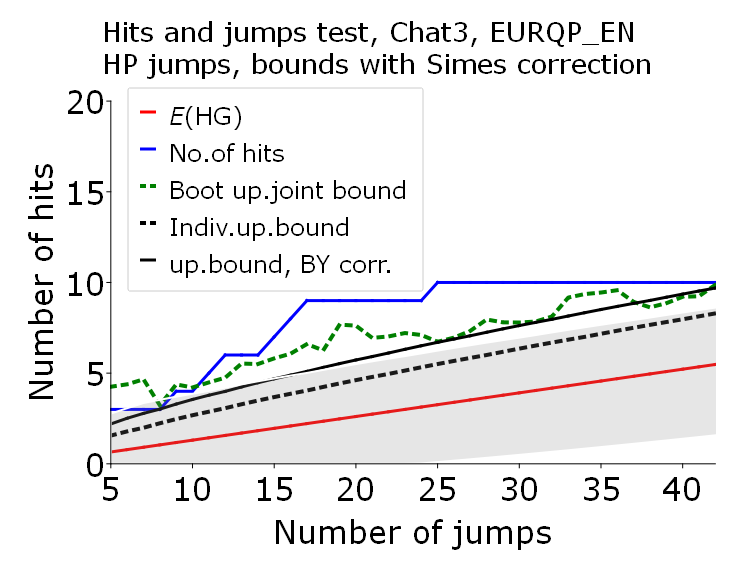 Hits and jumps test, Chat3, EURQP_EN
HP jumps, bounds with Simes correction
E(HG)
No.of hits
Boot up.joint bound
Indiv.up.bound
up.bound, BY corr.
Number of hits
20
15
10
5
0
5 10 15 20 25 30 35 40
Number of jumps